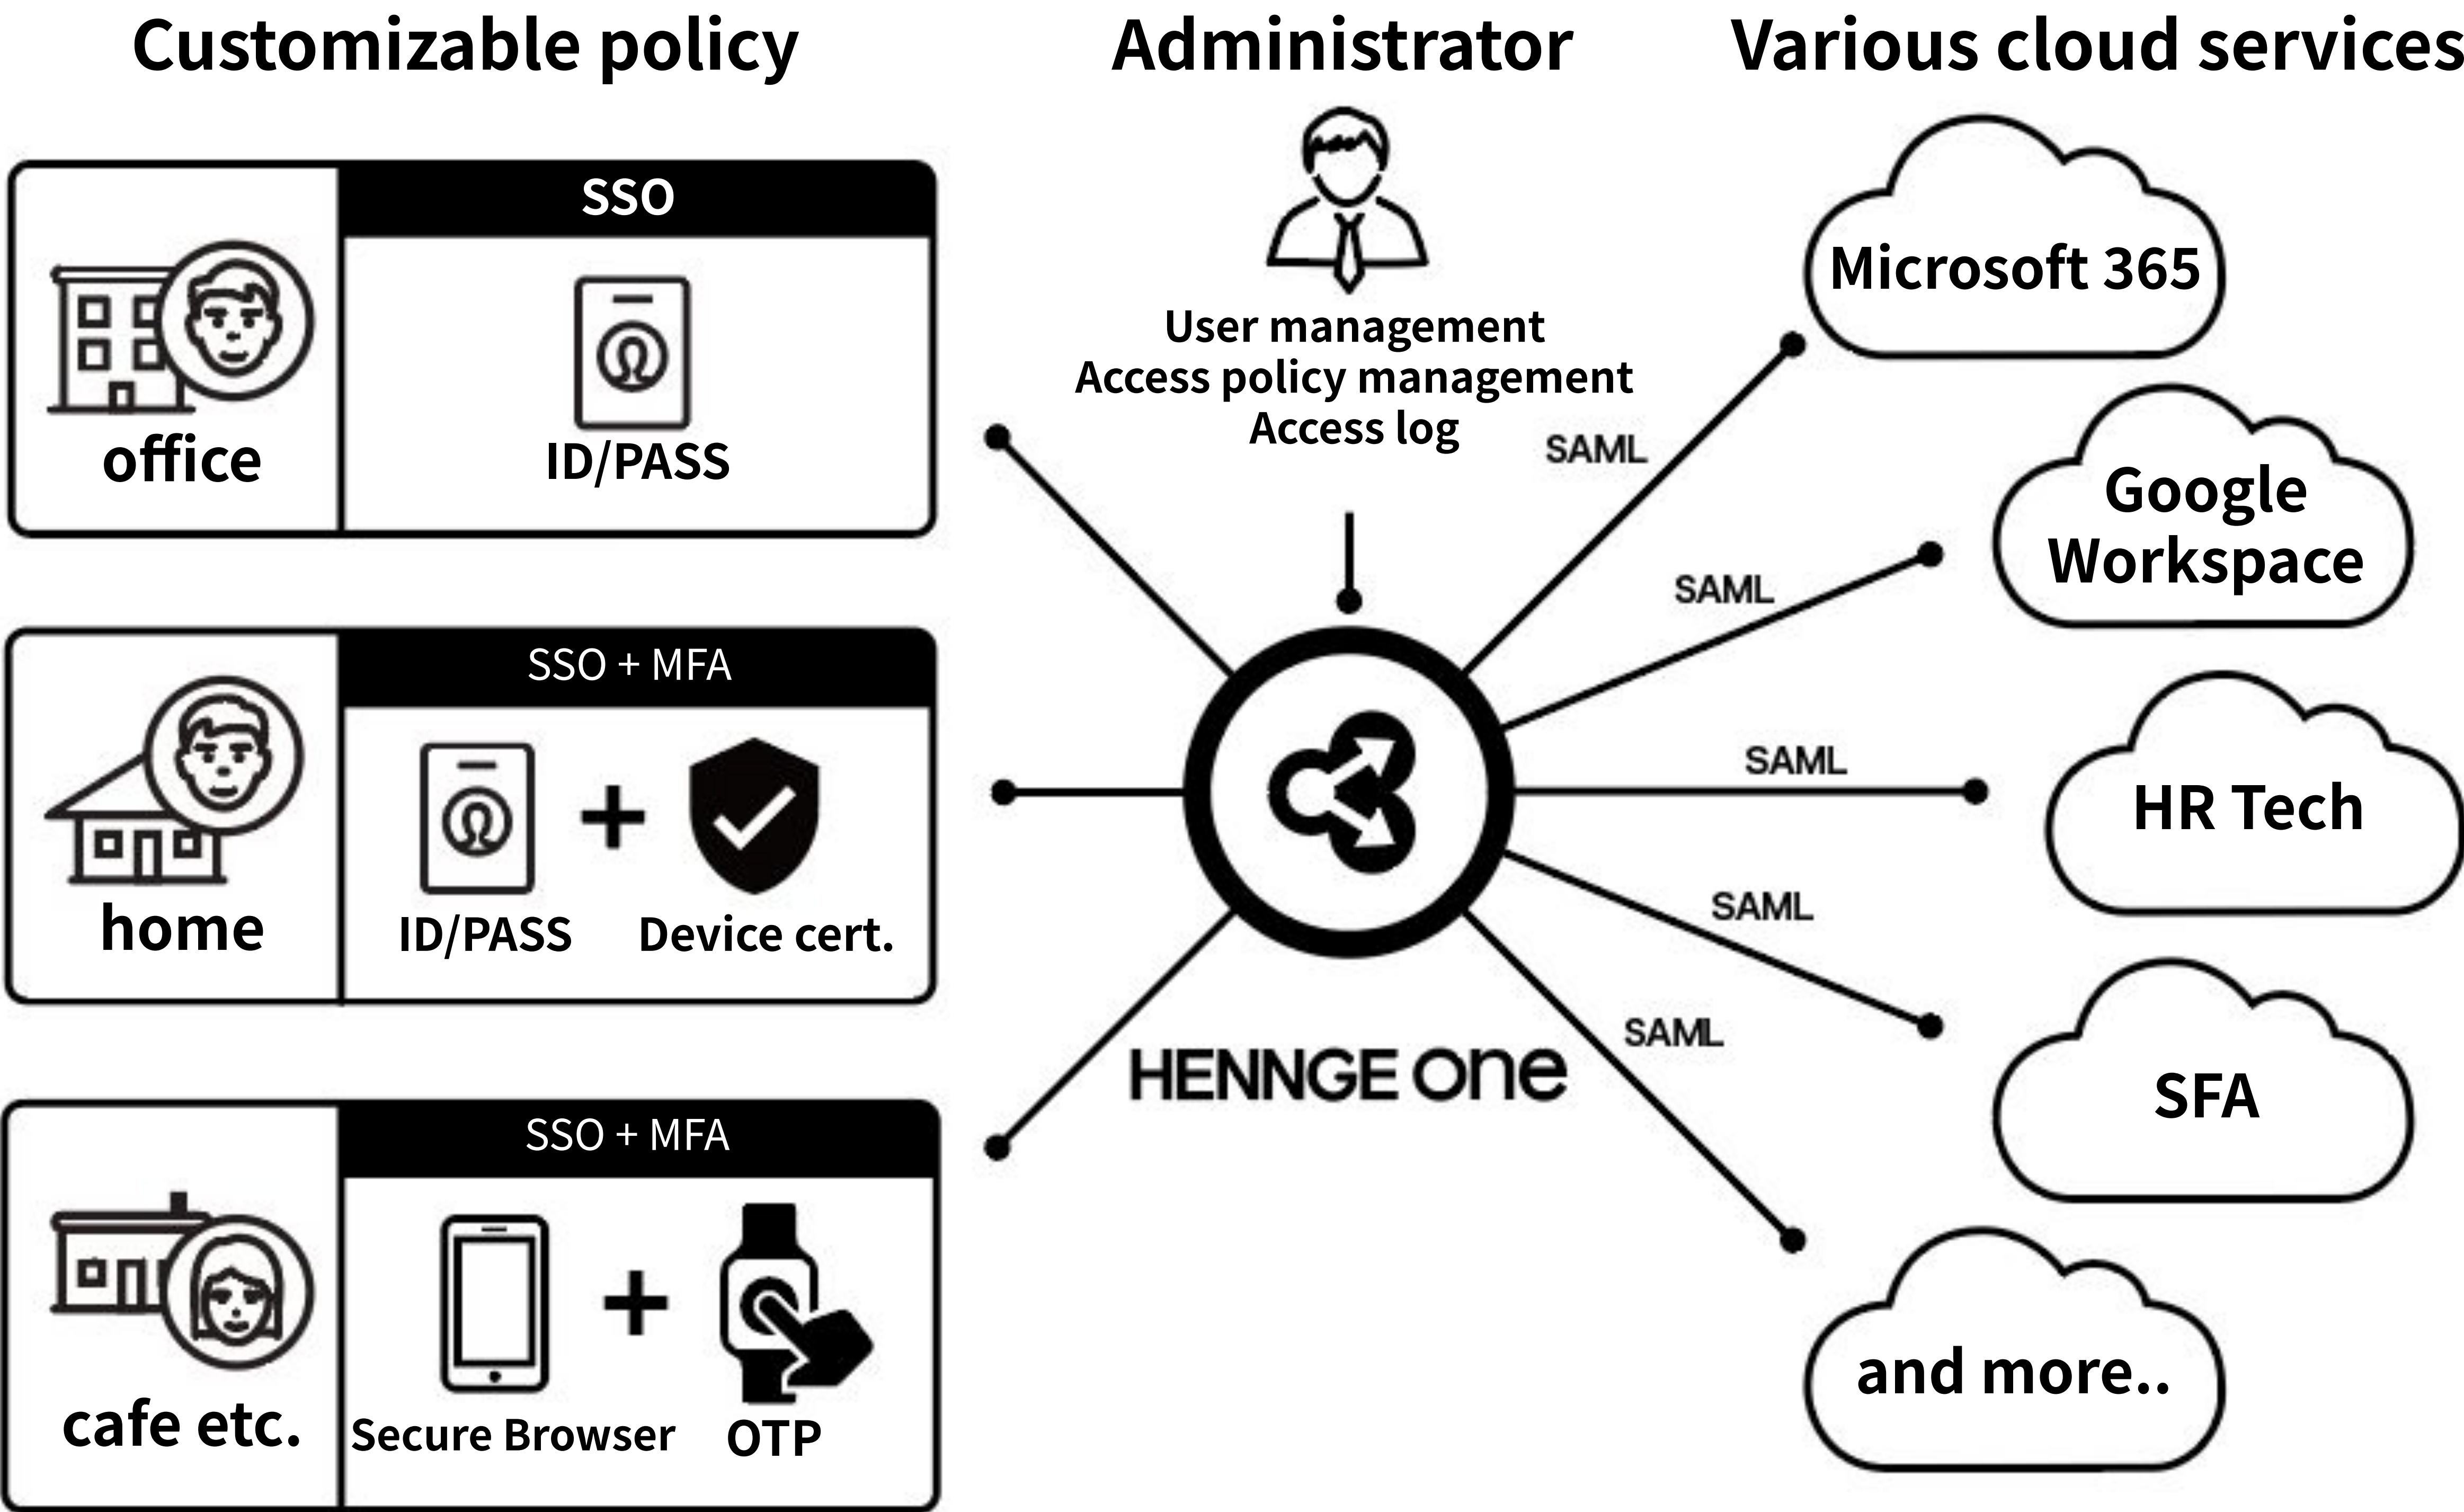 Customizable policy
Administrator
Various cloud services
SSO
office
ID/PASS
SSO + MFA
home
ID/PASS
Device cert.
SSO + MFA
cafe etc.
Secure Browser
OTP
User management
Access policy management
Access log
HENNGE one
SAML
SAML
SAML
SAML
SAML
Microsoft 365
Google
Workspace
HR Tech
SFA
and more..